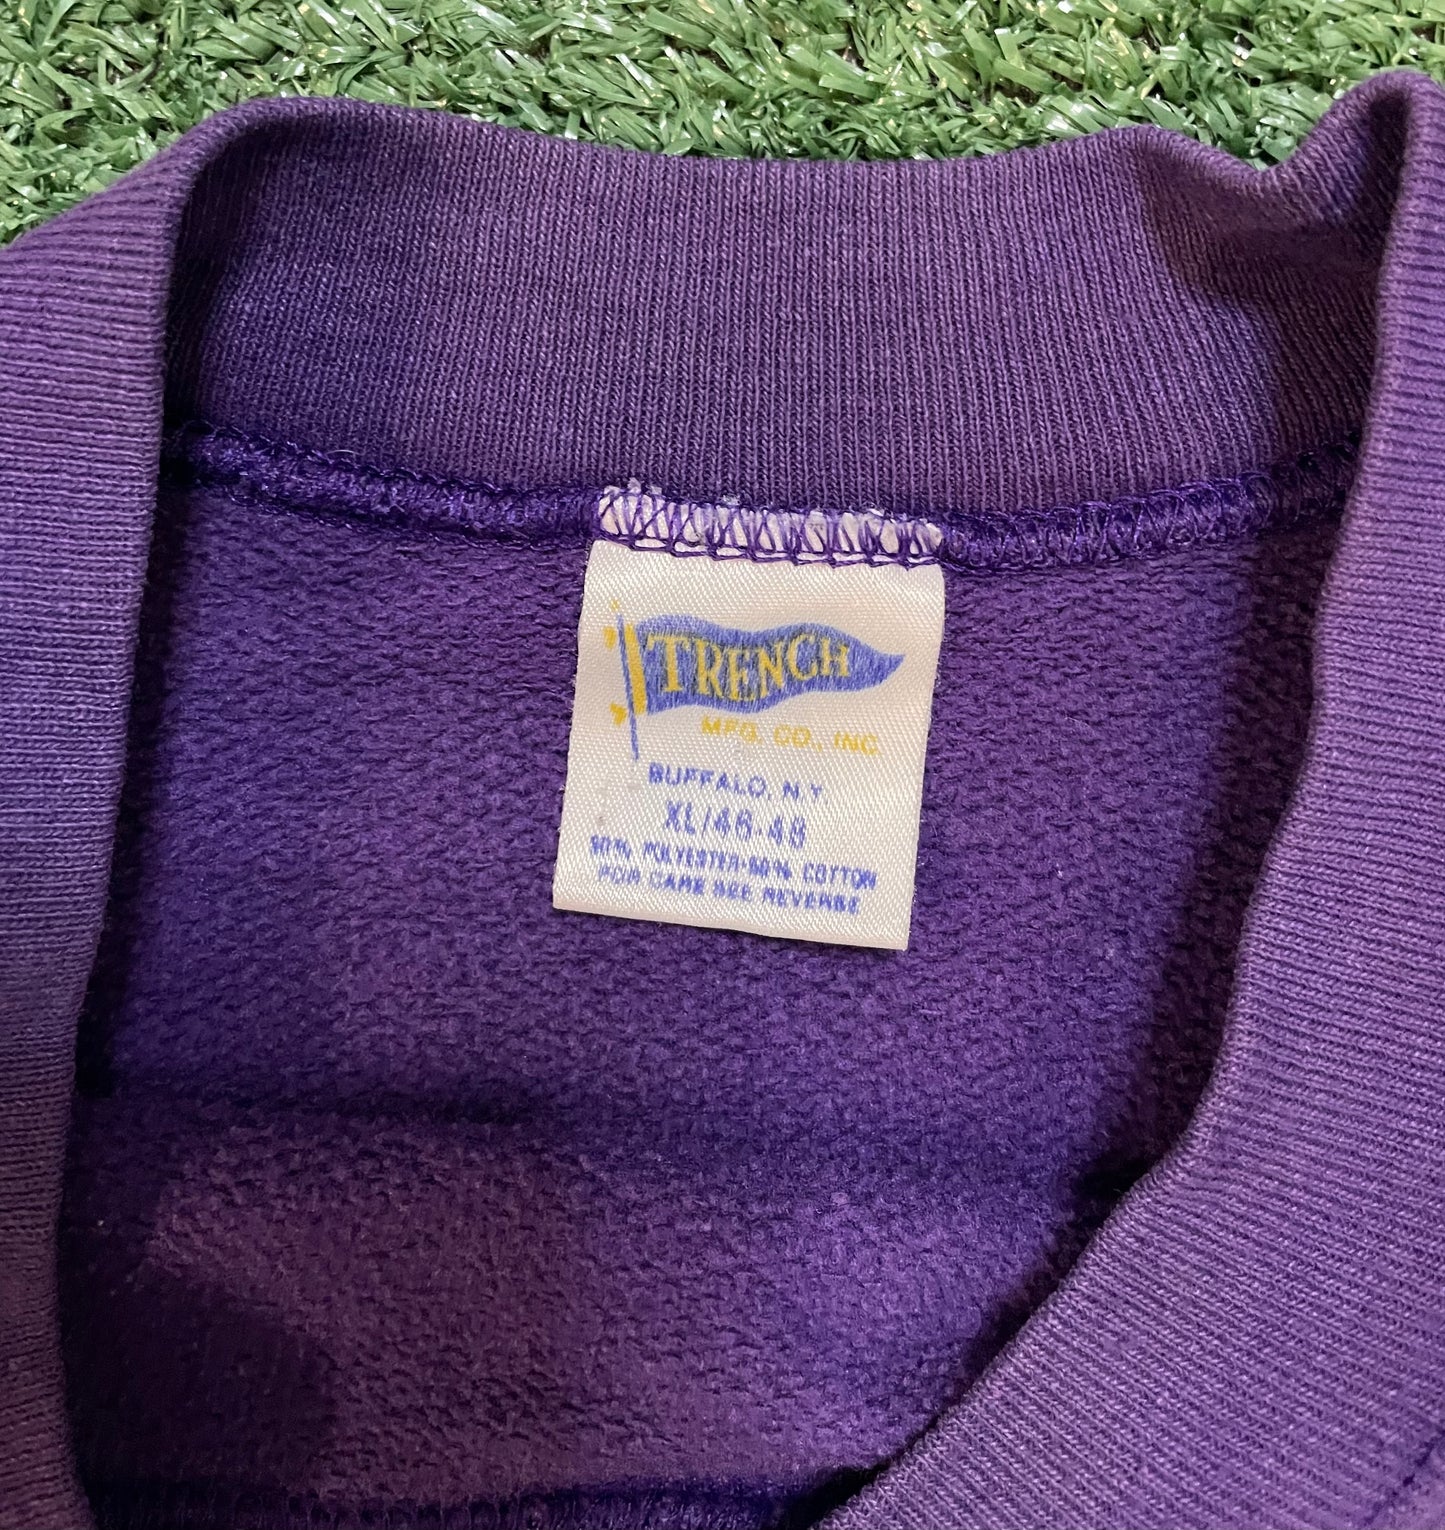 TRENCH
MFG. CO., INC.
BUFFALO, N.Y.
XL/46-48
50% POLYESTER-50% COTTON
FOR CARE SEE REVERSE